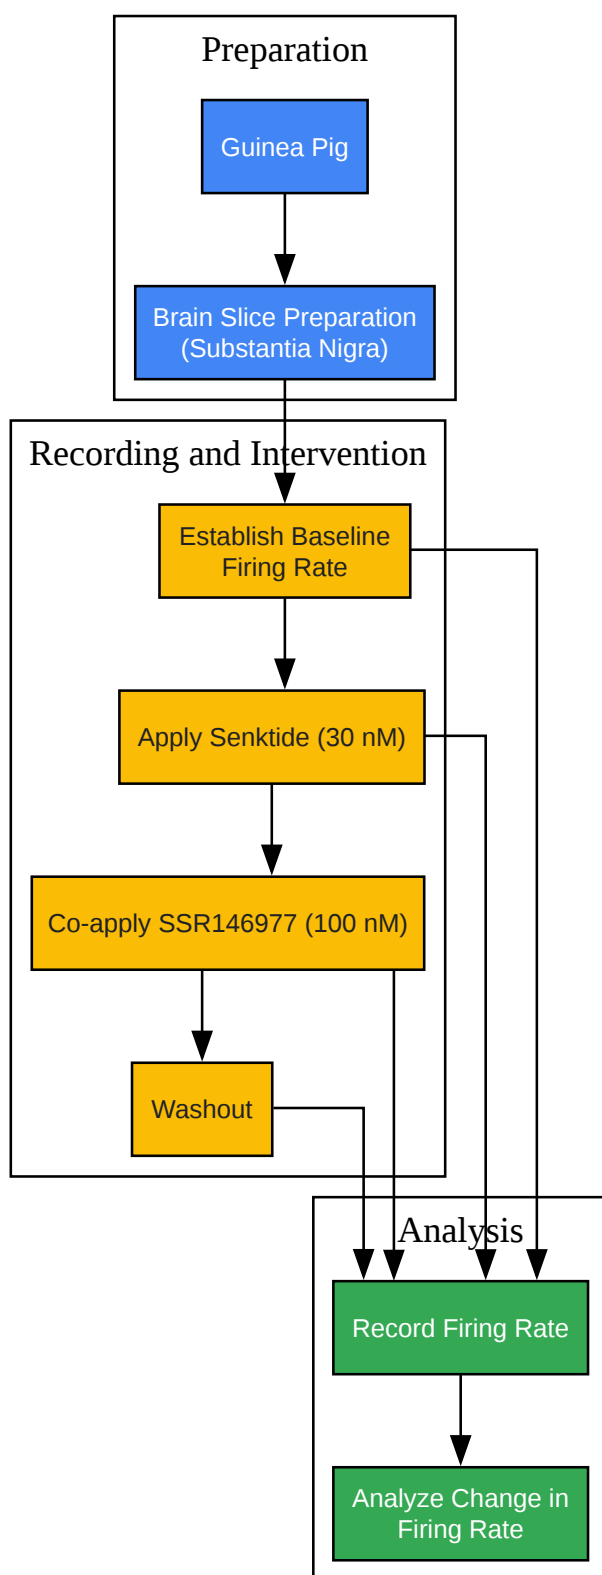 Preparation
Guinea Pig
Brain Slice Preparation
(Substantia Nigra)
Recording and Intervention
Establish Baseline
Firing Rate
Apply Senktide (30 nM)
Co-apply SSR146977 (100 nM)
Washout
Analysis
Record Firing Rate
Analyze Change in
Firing Rate